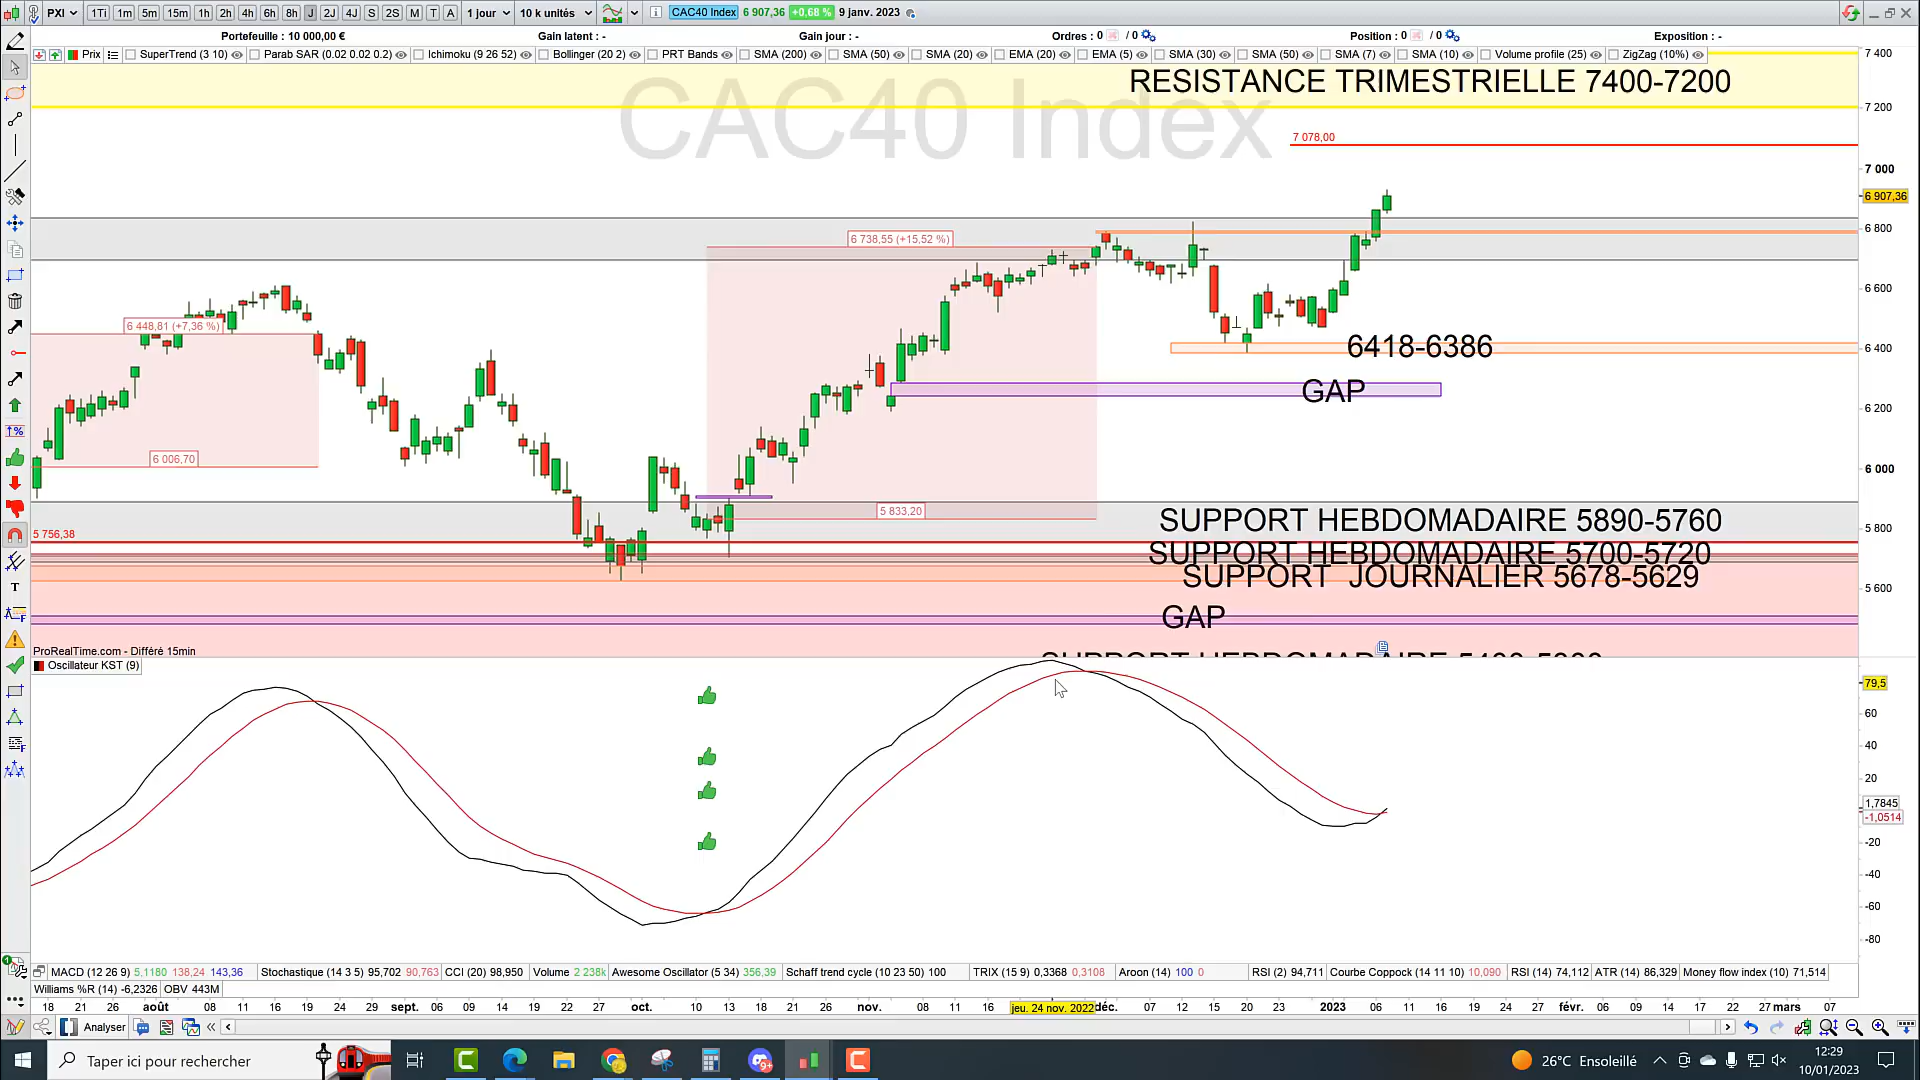 PXI 1Ti 1m 5m 15m 1h 2h 4h 6h 8h J 2J 4J S 2S M T A 1 jour 10 k unités CAC40 Index 6 907,36 +0,68 % 9 janv. 2023
Portefeuille : 10 000,00 € Gain latent : - Gain jour : - Ordres : 0 / 0 Position : 0 / 0 Exposition : -
Prix SuperTrend (3 10) Parab SAR (0.02 0.02 0.2) Ichimoku (9 26 52) Bollinger (20 2) PRT Bands SMA (200) SMA (50) SMA (20) EMA (20) EMA (5) SMA (30) SMA (50) SMA (7) SMA (10) Volume profile (25) ZigZag (10%)
7 400
RESISTANCE TRIMESTRIELLE 7400-7200
CAC40 Index
7 200
7 078,00
7 000
6 907,36
6 800
6 738,55 (+15,52 %)
6 600
6 448,81 (+7,36 %)
6418-6386
6 400
GAP
6 200
6 006,70
6 000
5 833,20
SUPPORT HEBDOMADAIRE 5890-5760
5 800
5 756,38
SUPPORT HEBDOMADAIRE 5700-5720
SUPPORT JOURNALIER 5678-5629
5 600
GAP
ProRealTime.com - Différé 15min
Oscillateur KST (9)
79,5
60
40
20
1,7845
-1,0514
-20
-40
-60
-80
MACD (12 26 9) 5,1180 138,24 143,36 Stochastique (14 3 5) 95,702 90,763 CCI (20) 98,950 Volume 2 238k Awesome Oscillator (5 34) 356,39 Schaff trend cycle (10 23 50) 100 TRIX (15 9) 0,3368 0,3108 Aroon (14) 100 0 RSI (2) 94,711 Courbe Coppock (14 11 10) 10,090 RSI (14) 74,112 ATR (14) 86,329 Money flow index (10) 71,514
Williams %R (14) -6,2326 OBV 443M
18 21 26 août 08 11 16 19 24 29 sept. 06 09 14 19 22 27 oct. 10 13 18 21 26 nov. 08 11 16 jeu. 24 nov. 2022 déc. 07 12 15 20 23 2023 06 11 16 19 24 27 févr. 06 09 14 17 22 27 mars 07
Analyser
Taper ici pour rechercher
26°C Ensoleillé
12:29
10/01/2023